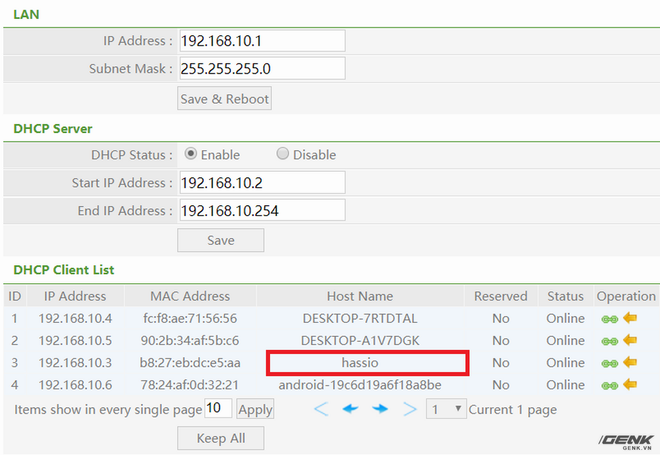 LAN
IP Address : 192.168.10.1
Subnet Mask : 255.255.255.0
Save & Reboot
DHCP Server
DHCP Status : Enable Disable
Start IP Address : 192.168.10.2
End IP Address : 192.168.10.254
Save
DHCP Client List
ID IP Address MAC Address Host Name Reserved Status Operation
1 192.168.10.4 fc:f8:ae:71:56:56 DESKTOP-7RTDTAL No Online
2 192.168.10.5 90:2b:34:af:5b:c6 DESKTOP-A1V7DGK No Online
3 192.168.10.3 b8:27:eb:dc:e5:aa hassio No Online
4 192.168.10.6 78:24:af:0d:32:21 android-19c6d19a6f18a8be No Online
Items show in every single page 10 Apply 1 Current 1 page
Keep All
GENK
GENK.VN